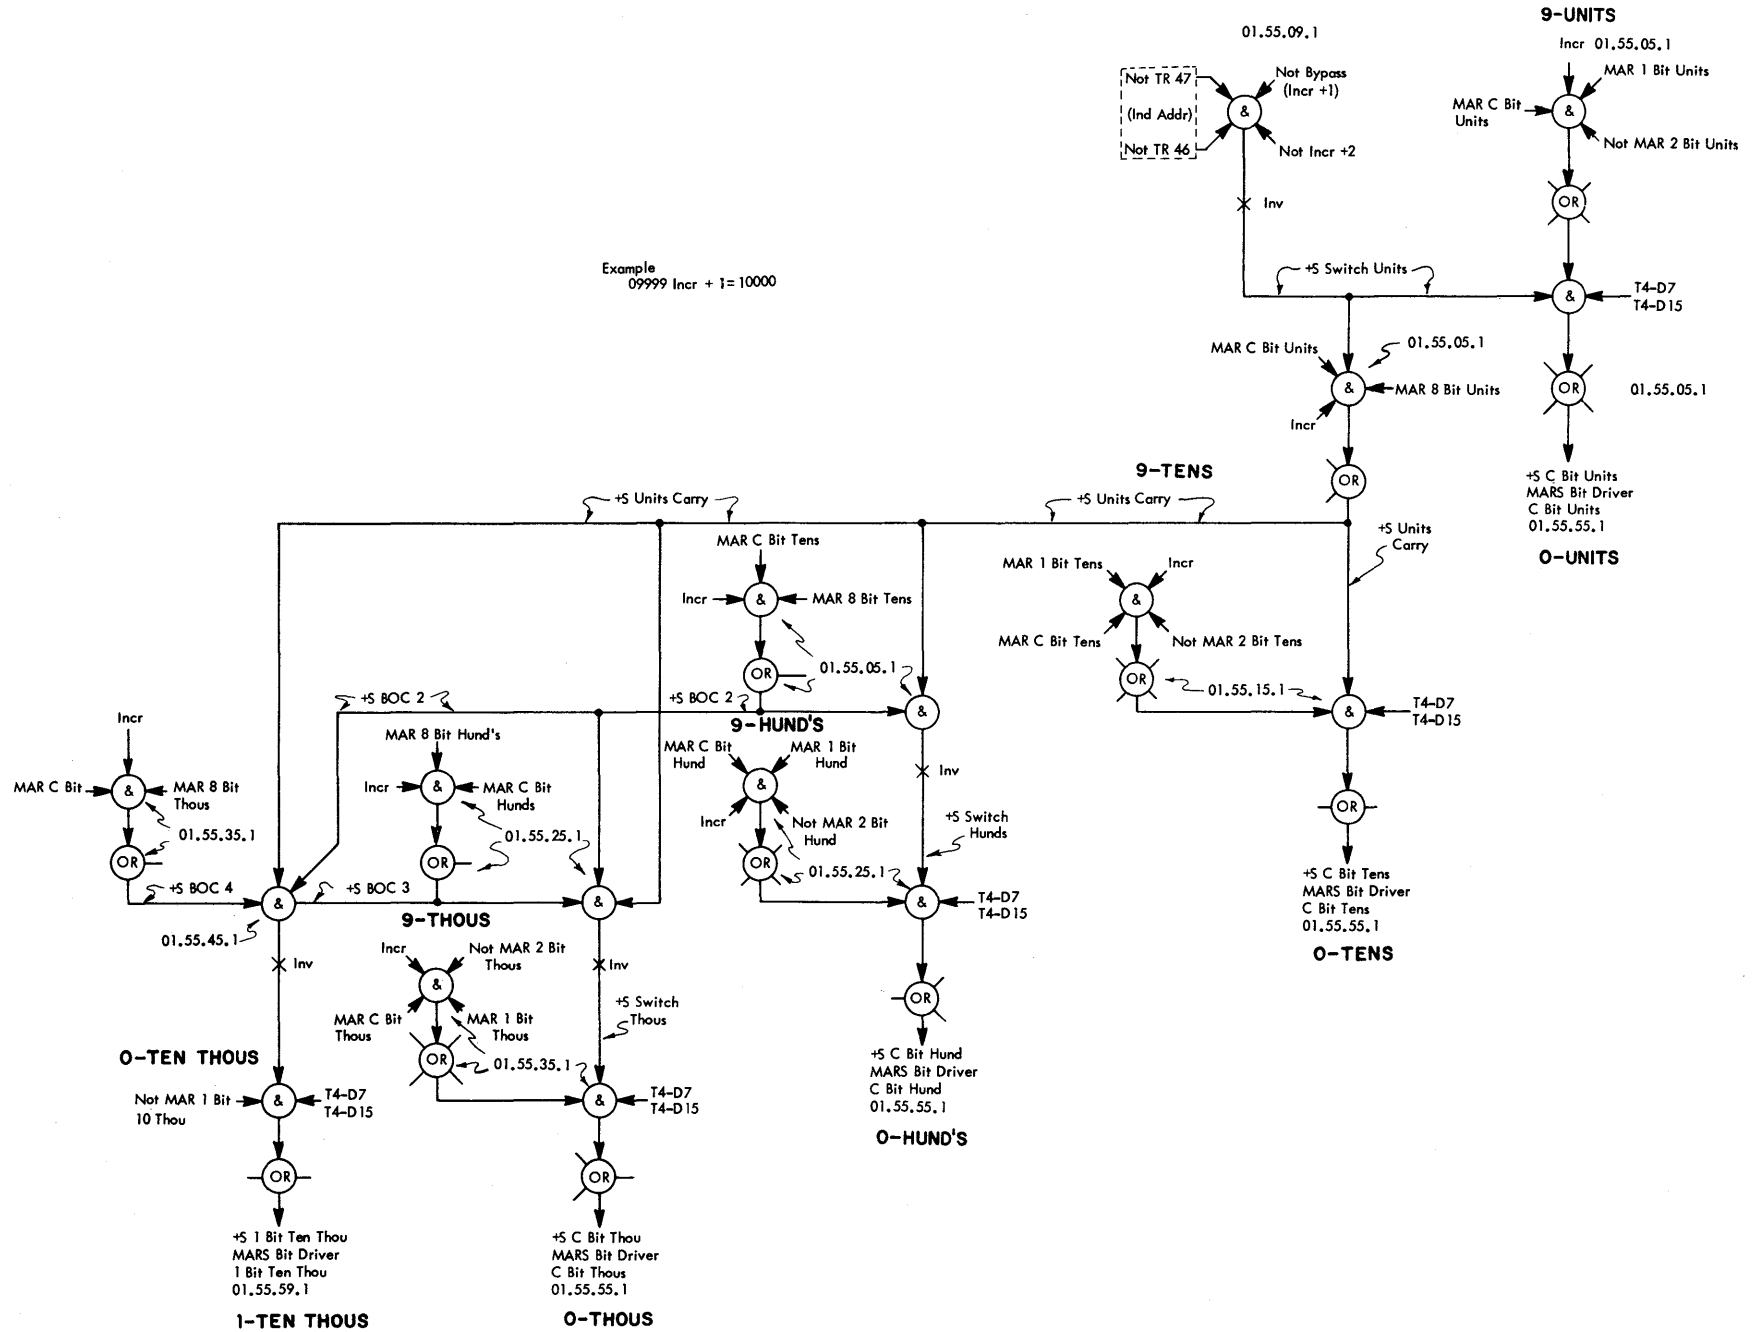 9-UNITS
01.55.09.1
Incr 01.55.05.1
Not TR 47
(Ind Addr)
Not TR 46
Not Bypass
(Incr +1)
&
Not Incr +2
MAR 1 Bit Units
MAR C Bit
Units
&
Not MAR 2 Bit Units
Inv
OR
Example
09999 Incr + 1= 10000
+S Switch Units
&
T4-D7
T4-D15
MAR C Bit Units
01.55.05.1
&
MAR 8 Bit Units
Incr
OR
01.55.05.1
9-TENS
OR
+S C Bit Units
MARS Bit Driver
C Bit Units
01.55.55.1
0-UNITS
+S Units Carry
+S Units Carry
+S Units
Carry
MAR C Bit Tens
Incr
&
MAR 8 Bit Tens
MAR 1 Bit Tens
Incr
&
MAR C Bit Tens
Not MAR 2 Bit Tens
OR
01.55.05.1
OR
01.55.15.1
+S BOC 2
+S BOC 2
&
&
T4-D7
T4-D15
9-HUND'S
Incr
MAR 8 Bit Hund's
MAR C Bit
Hund
MAR 1 Bit
Hund
Inv
MAR C Bit
&
MAR 8 Bit
Thous
Incr
&
MAR C Bit
Hunds
&
Incr
Not MAR 2 Bit
Hund
OR
+S Switch
Hunds
01.55.35.1
01.55.25.1
OR
OR
OR
01.55.25.1
+S BOC 4
+S BOC 3
&
&
&
T4-D7
T4-D15
9-THOUS
01.55.45.1
+S C Bit Tens
MARS Bit Driver
C Bit Tens
01.55.55.1
0-TENS
Inv
Incr
Not MAR 2 Bit
Thous
&
Inv
MAR C Bit
Thous
MAR 1 Bit
Thous
+S Switch
Thous
OR
0-TEN THOUS
OR
01.55.35.1
+S C Bit Hund
MARS Bit Driver
C Bit Hund
01.55.55.1
0-HUND'S
Not MAR 1 Bit
10 Thou
&
T4-D7
T4-D15
&
T4-D7
T4-D15
OR
OR
+S 1 Bit Ten Thou
MARS Bit Driver
1 Bit Ten Thou
01.55.59.1
1-TEN THOUS
+S C Bit Thou
MARS Bit Driver
C Bit Thous
01.55.55.1
0-THOUS